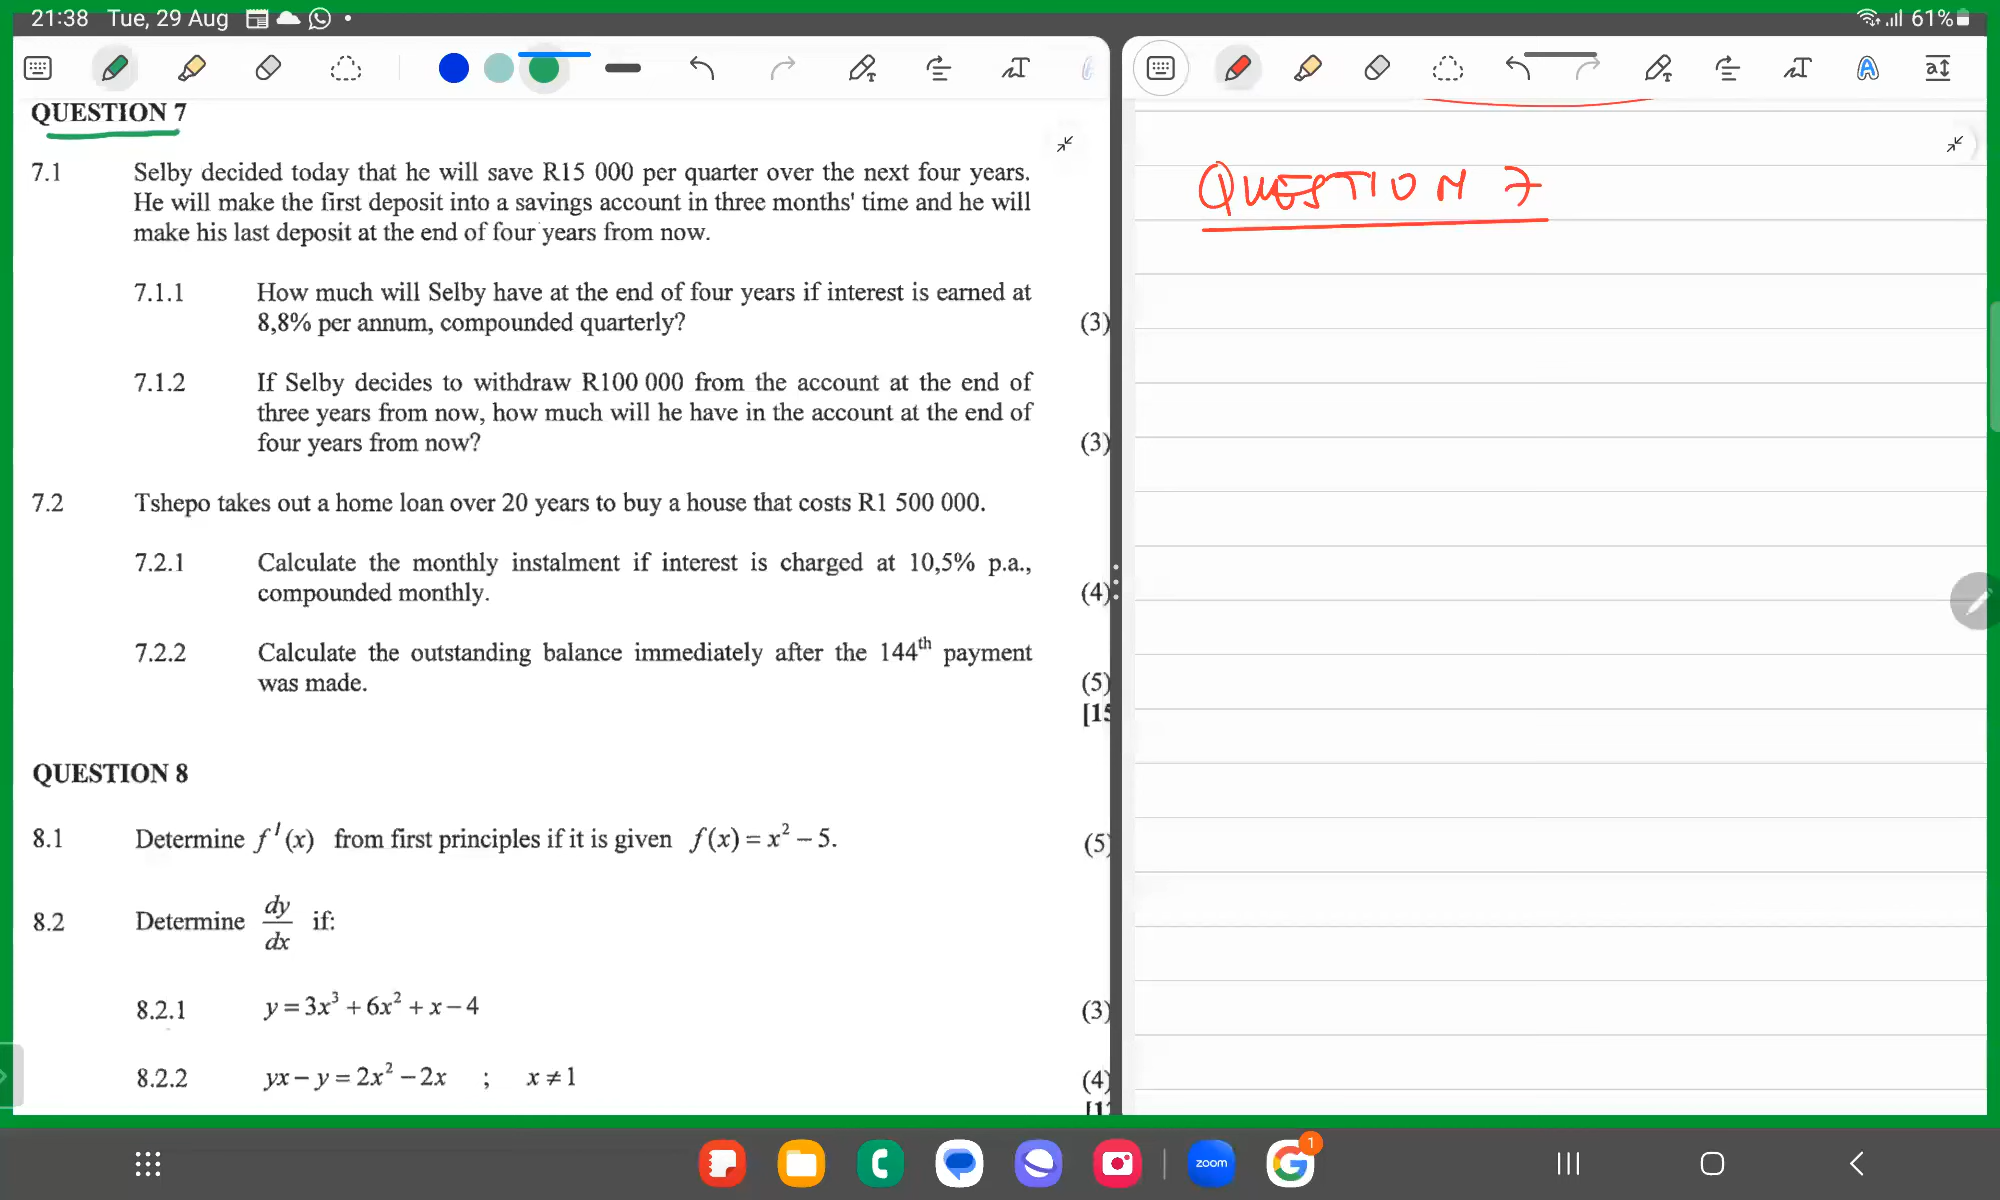 21:38 Tue, 29 Aug
61%
QUESTION 7
7.1 Selby decided today that he will save R15 000 per quarter over the next four years.
He will make the first deposit into a savings account in three months' time and he will
make his last deposit at the end of four years from now.
7.1.1 How much will Selby have at the end of four years if interest is earned at
8,8% per annum, compounded quarterly? (3)
7.1.2 If Selby decides to withdraw R100 000 from the account at the end of
three years from now, how much will he have in the account at the end of
four years from now? (3)
7.2 Tshepo takes out a home loan over 20 years to buy a house that costs R1 500 000.
7.2.1 Calculate the monthly instalment if interest is charged at 10,5% p.a.,
compounded monthly. (4)
7.2.2 Calculate the outstanding balance immediately after the 144th payment
was made. (5)
[15
QUESTION 8
8.1 Determine f'(x) from first principles if it is given f(x) = x² – 5. (5)
8.2 Determine dy/dx if:
8.2.1 y = 3x³ + 6x² + x – 4 (3)
8.2.2 yx – y = 2x² – 2x ; x ≠ 1 (4)
QUESTION 7
zoom
1